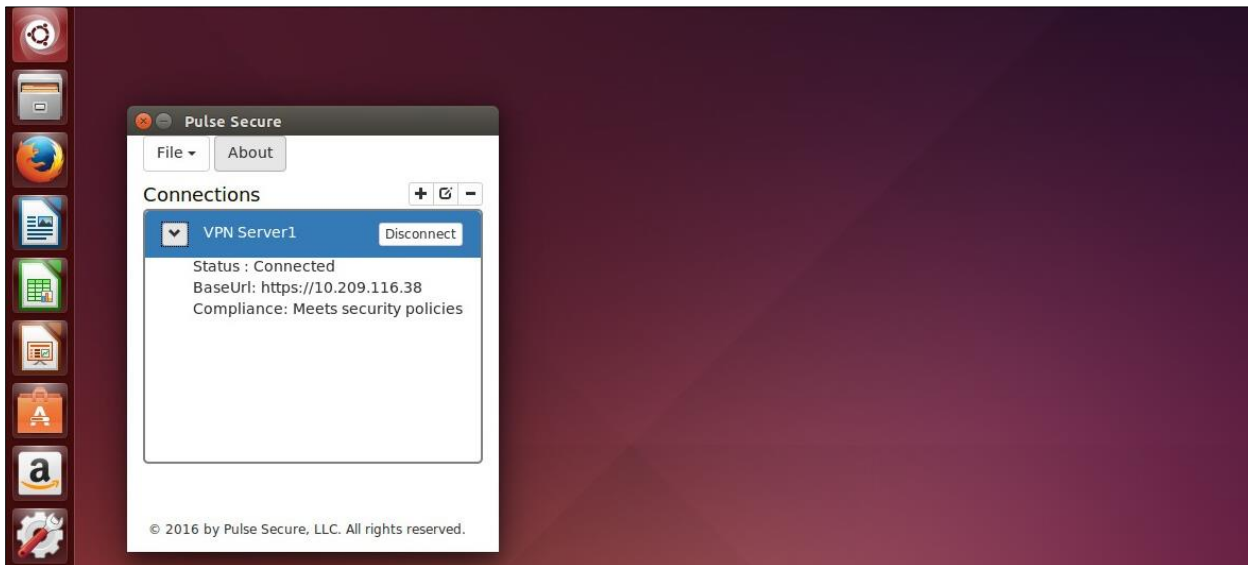 Pulse Secure
File
About
Connections
VPN Server1
Disconnect
Status : Connected
BaseUrl: https://10.209.116.38
Compliance: Meets security policies
© 2016 by Pulse Secure, LLC. All rights reserved.
A
a